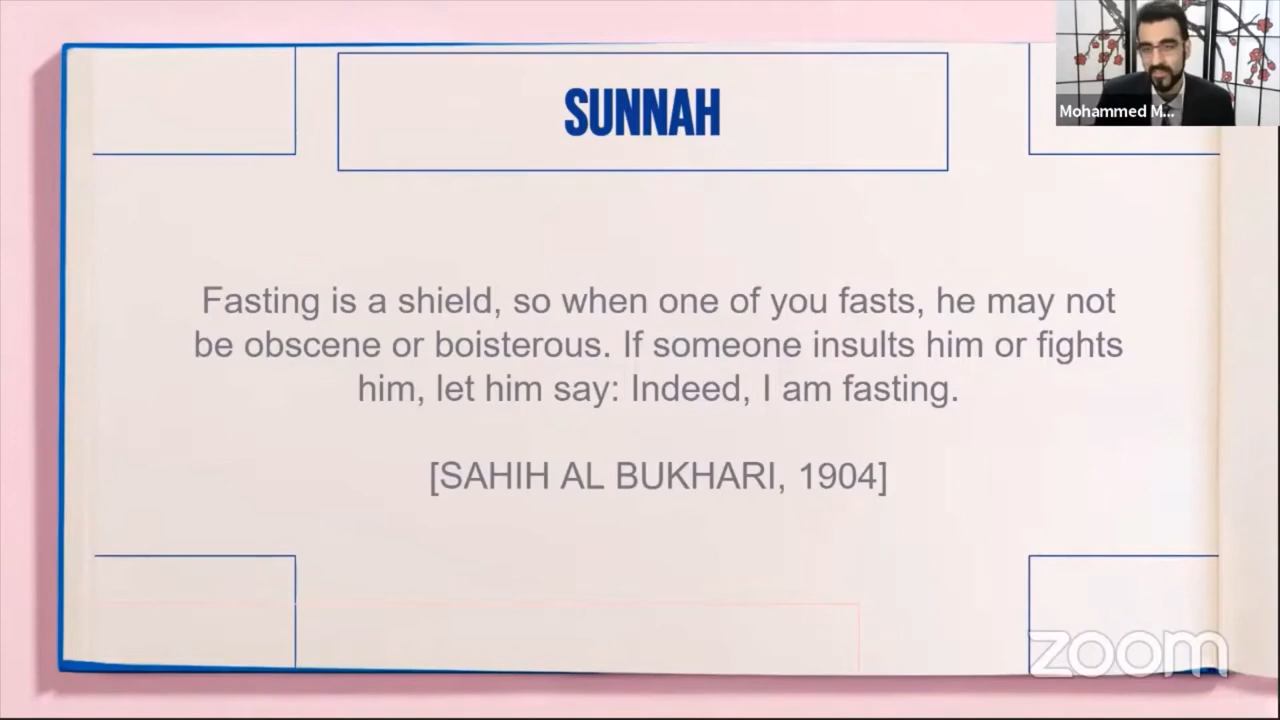 SUNNAH
Mohammed M...
Fasting is a shield, so when one of you fasts, he may not
be obscene or boisterous. If someone insults him or fights
him, let him say: Indeed, I am fasting.
[SAHIH AL BUKHARI, 1904]
zoom